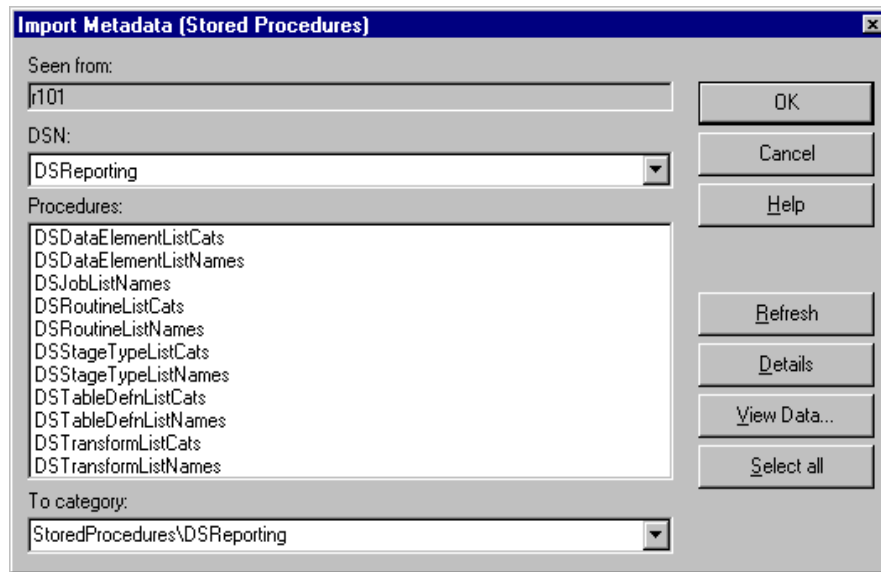 Import Metadata (Stored Procedures)
Seen from:
r101
OK
DSN:
Cancel
DSReporting
Procedures:
Help
DSDataElementListCats
DSDataElementListNames
DSJobListNames
DSRoutineListCats
DSRoutineListNames
DSStageTypeListCats
DSStageTypeListNames
DSTableDefnListCats
DSTableDefnListNames
DSTransformListCats
DSTransformListNames
Refresh
Details
View Data...
Select all
To category:
StoredProcedures\DSReporting